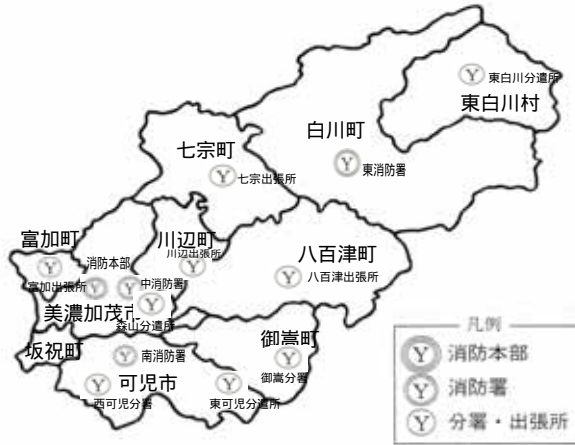 東白川分遣所
東白川村
白川町
東消防署
七宗町
七宗出張所
富加町
富加出張所
消防本部
川辺町
川辺出張所
中消防署
八百津町
八百津出張所
美濃加茂市
森山分遣所
坂祝町
南消防署
可児市
西可児分署
東可児分遣所
御嵩町
御嵩分署
凡例
Y 消防本部
Y 消防署
Y 分署・出張所